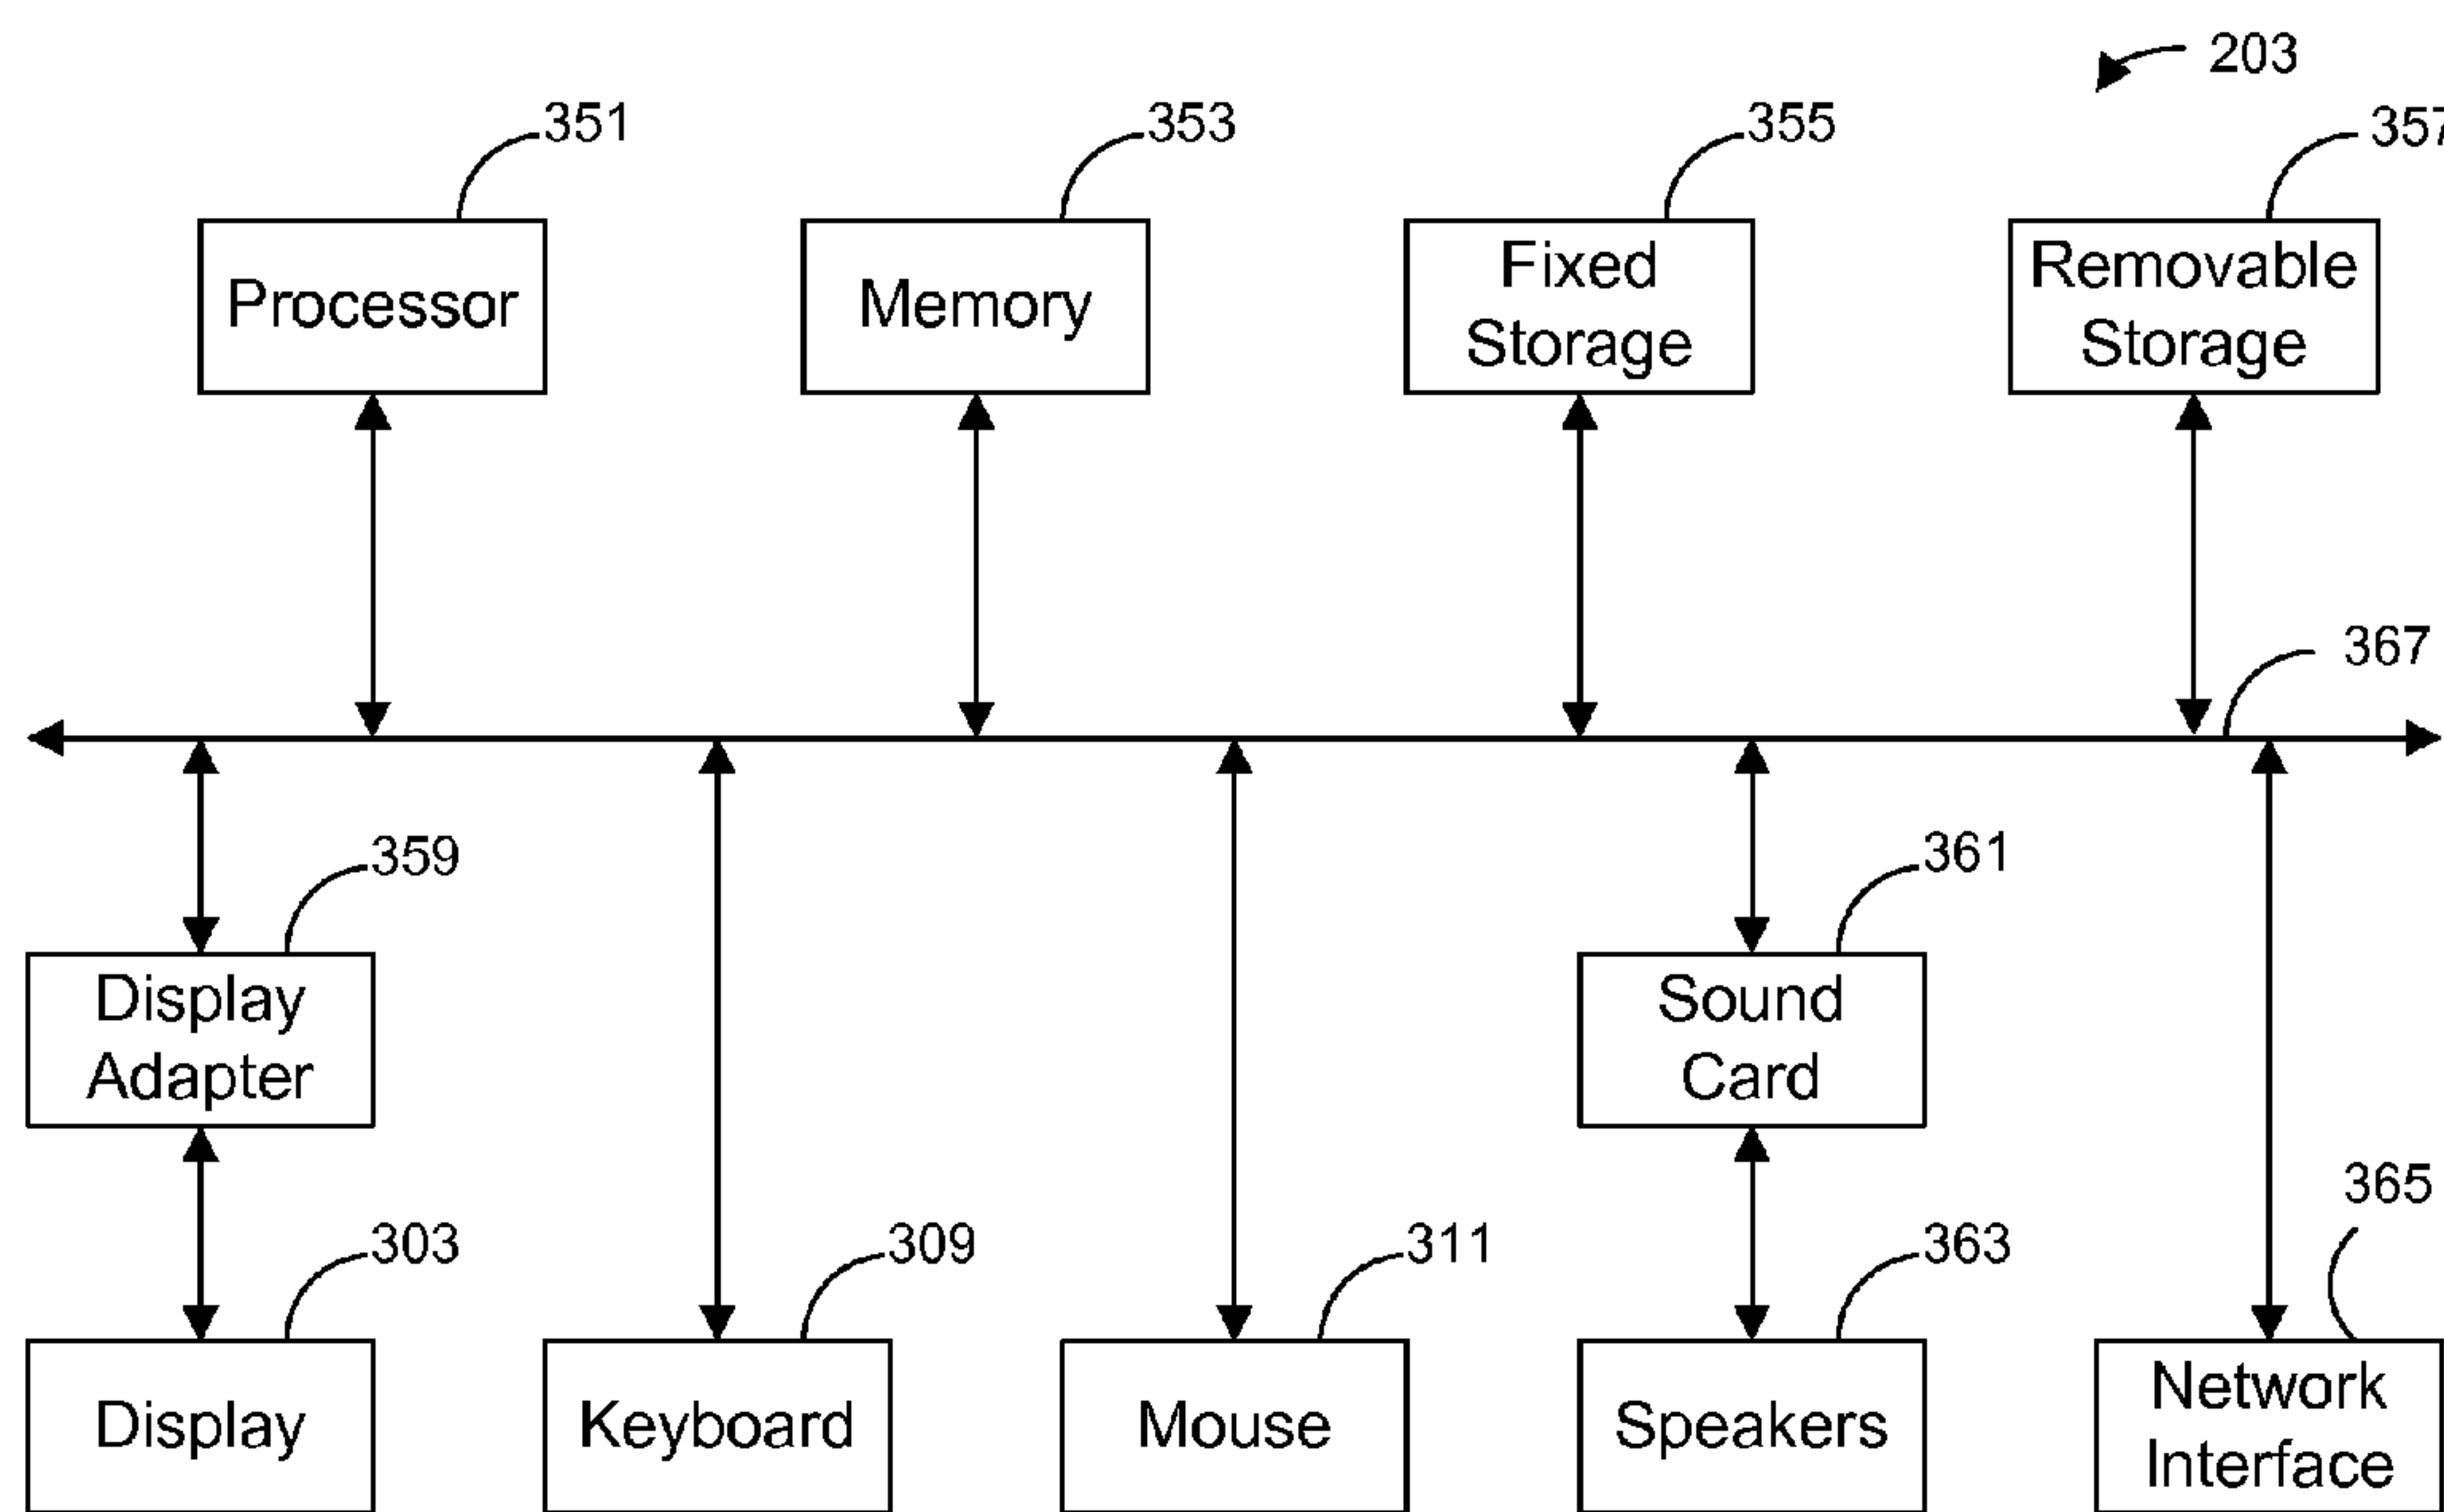 203
351
353
355
357
Processor
Memory
Fixed
Storage
Removable
Storage
367
359
361
Display
Adapter
Sound
Card
303
309
311
363
365
Display
Keyboard
Mouse
Speakers
Network
Interface